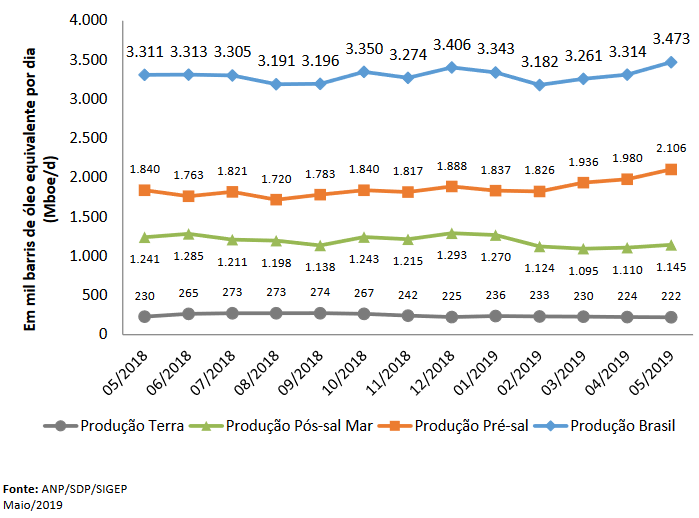 Em mil barris de óleo equivalente por dia
(Mboe/d)
4.000
3.500
3.000
2.500
2.000
1.500
1.000
500
0
3.311 3.313 3.305 3.191 3.196 3.350 3.274 3.406 3.343 3.182 3.261 3.314 3.473
1.840 1.763 1.821 1.720 1.783 1.840 1.817 1.888 1.837 1.826 1.936 1.980 2.106
1.241 1.285 1.211 1.198 1.138 1.243 1.215 1.293 1.270 1.124 1.095 1.110 1.145
230 265 273 273 274 267 242 225 236 233 230 224 222
05/2018 06/2018 07/2018 08/2018 09/2018 10/2018 11/2018 12/2018 01/2019 02/2019 03/2019 04/2019 05/2019
Produção Terra Produção Pós-sal Mar Produção Pré-sal Produção Brasil
Fonte: ANP/SDP/SIGEP
Maio/2019